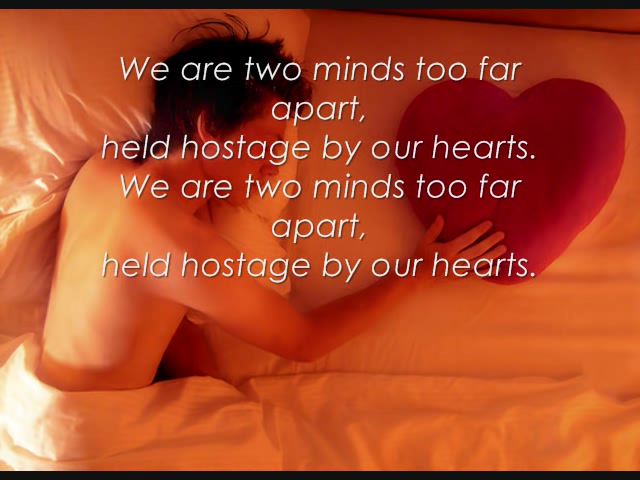 We are two minds too far
apart,
held hostage by our hearts.
We are two minds too far
apart,
held hostage by our hearts.